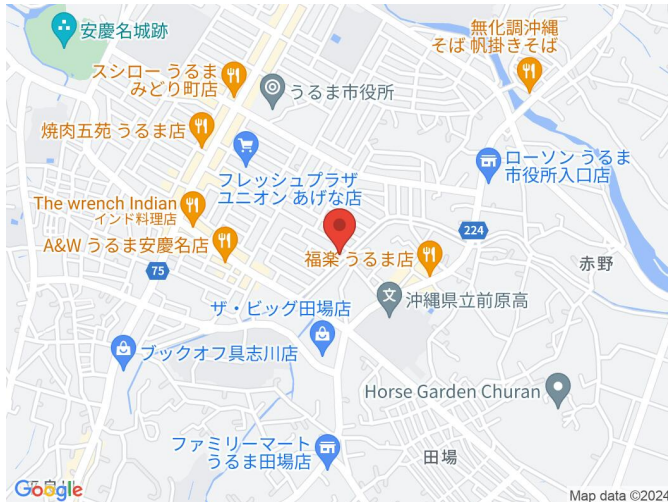 安慶名城跡
無化調沖縄
そば 帆掛きそば
スシロー うるま
みどり町店
うるま市役所
焼肉五苑 うるま店
フレッシュプラザ
ユニオン あげな店
ローソン うるま
市役所入口店
The wrench Indian
インド料理店
A&W うるま安慶名店
福楽 うるま店
224
赤野
75
沖縄県立前原高
ザ・ビッグ田場店
ブックオフ具志川店
Horse Garden Churan
ファミリーマート
うるま田場店
田場
Google
Map data ©2024